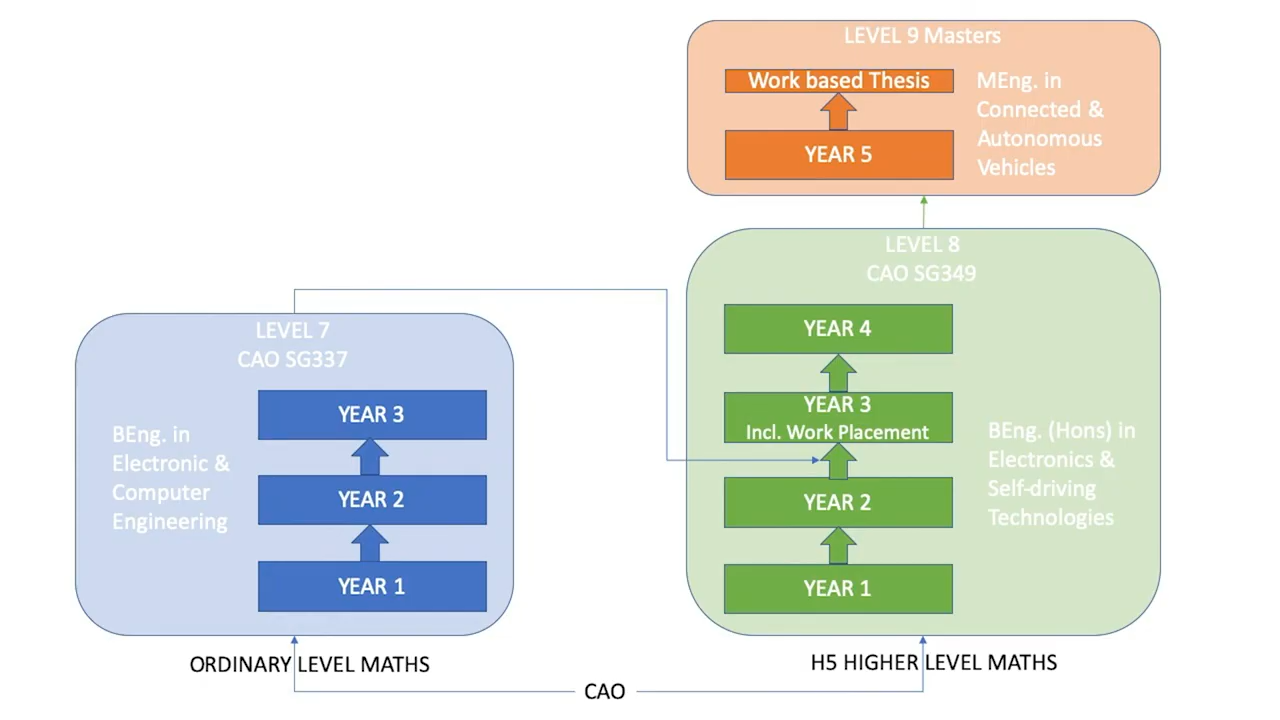 LEVEL 9 Masters
Work based Thesis
YEAR 5
MEng. in
Connected &
Autonomous
Vehicles
LEVEL 8
CAO SG349
YEAR 4
YEAR 3
Incl. Work Placement
YEAR 2
YEAR 1
BEng. (Hons) in
Electronics &
Self-driving
Technologies
LEVEL 7
CAO SG337
YEAR 3
YEAR 2
YEAR 1
BEng. in
Electronic &
Computer
Engineering
ORDINARY LEVEL MATHS
H5 HIGHER LEVEL MATHS
CAO